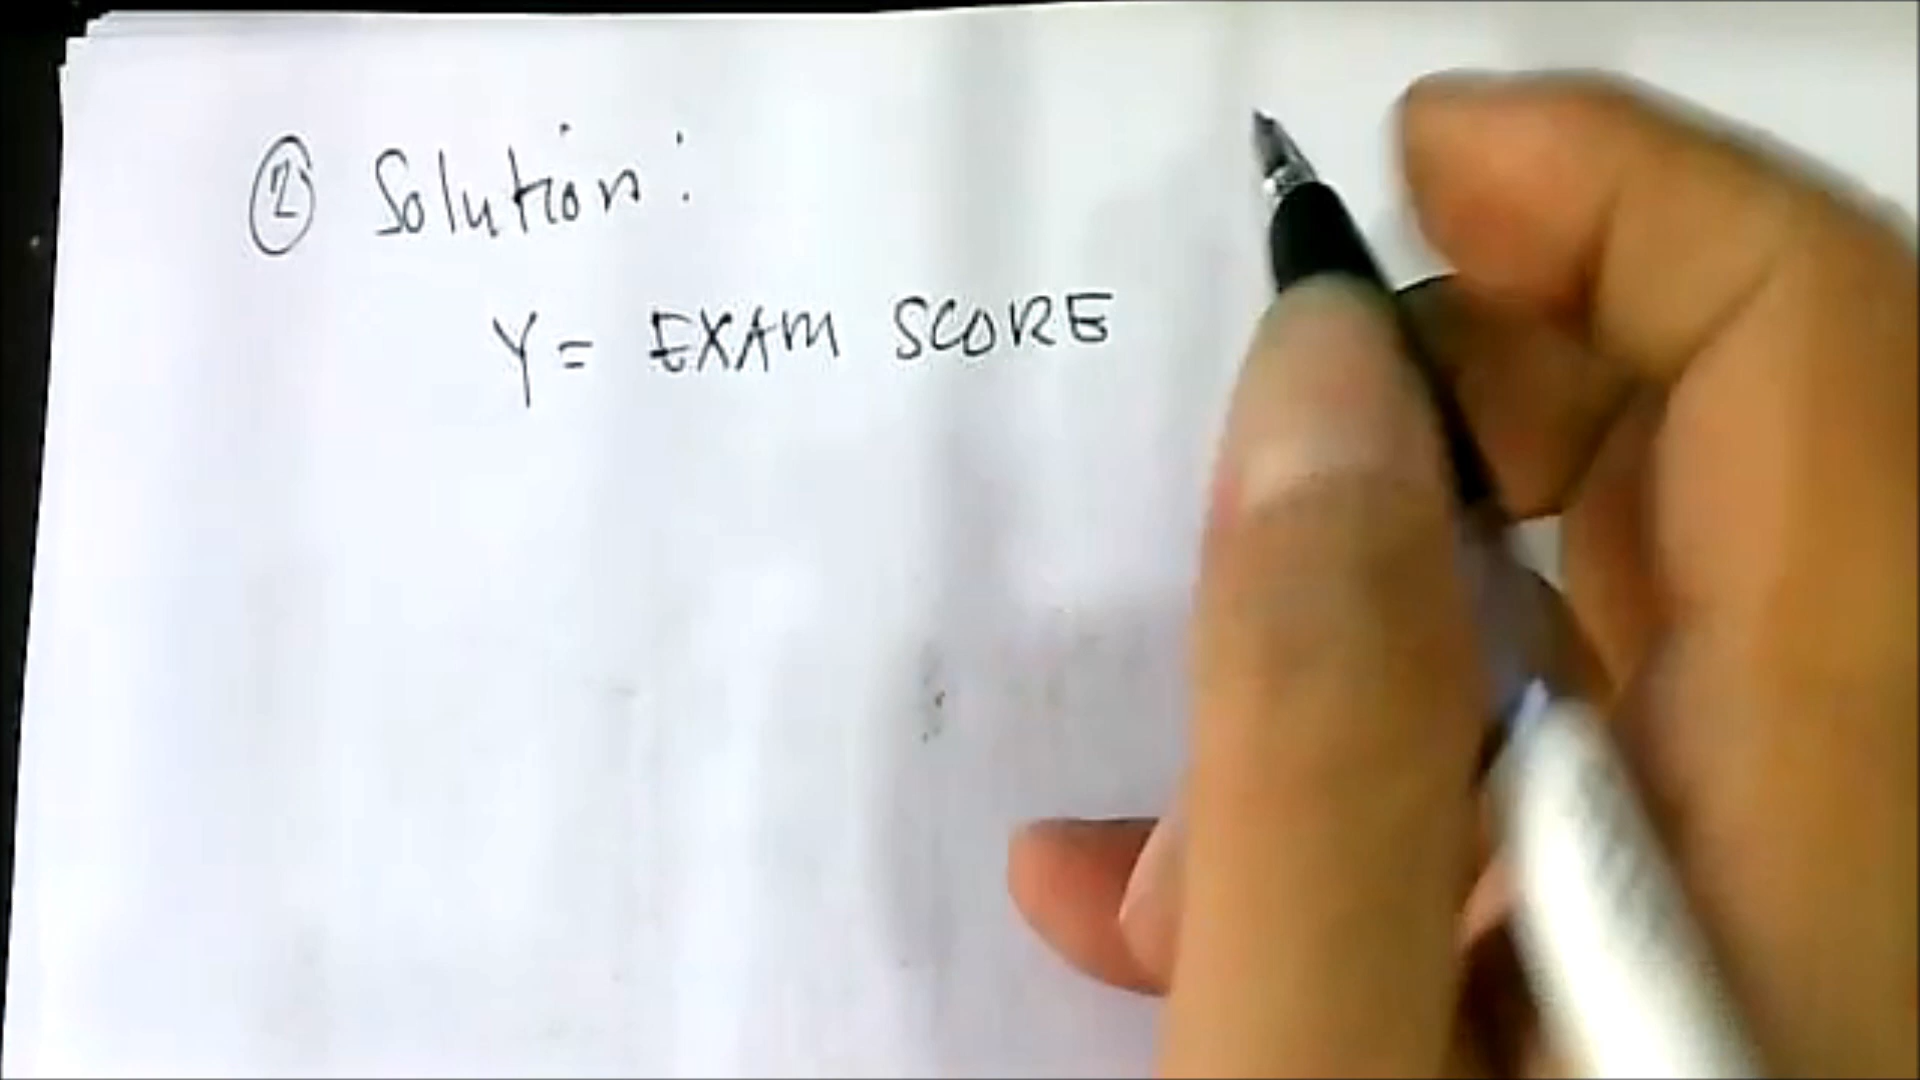 ② Solution:
Y = EXAM SCORE